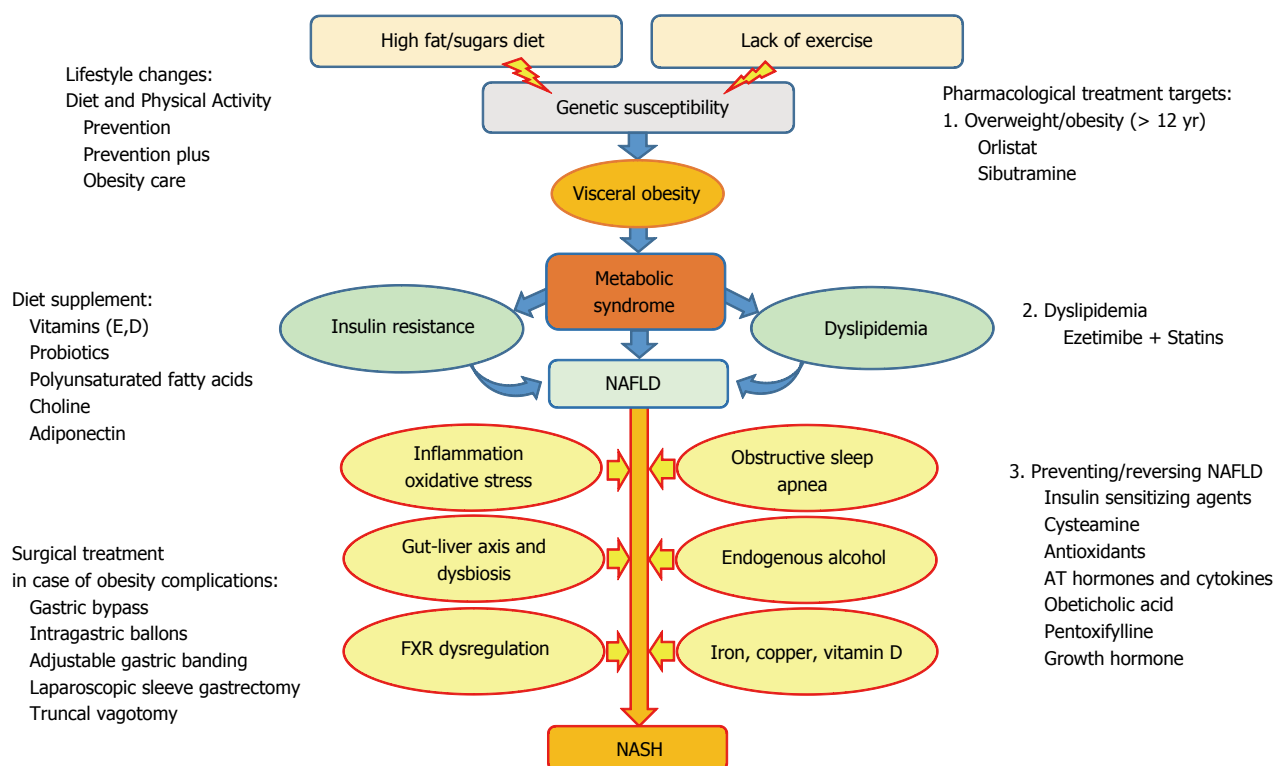 High fat/sugars diet
Lack of exercise
Lifestyle changes:
Diet and Physical Activity
Prevention
Prevention plus
Obesity care
Genetic susceptibility
Pharmacological treatment targets:
1. Overweight/obesity (> 12 yr)
Orlistat
Sibutramine
Visceral obesity
Metabolic
syndrome
Diet supplement:
Vitamins (E,D)
Probiotics
Polyunsaturated fatty acids
Choline
Adiponectin
Insulin resistance
Dyslipidemia
2. Dyslipidemia
Ezetimibe + Statins
NAFLD
Inflammation
oxidative stress
Obstructive sleep
apnea
3. Preventing/reversing NAFLD
Insulin sensitizing agents
Cysteamine
Antioxidants
AT hormones and cytokines
Obeticholic acid
Pentoxifylline
Growth hormone
Surgical treatment
in case of obesity complications:
Gastric bypass
Intragastric ballons
Adjustable gastric banding
Laparoscopic sleeve gastrectomy
Truncal vagotomy
Gut-liver axis and
dysbiosis
Endogenous alcohol
FXR dysregulation
Iron, copper, vitamin D
NASH